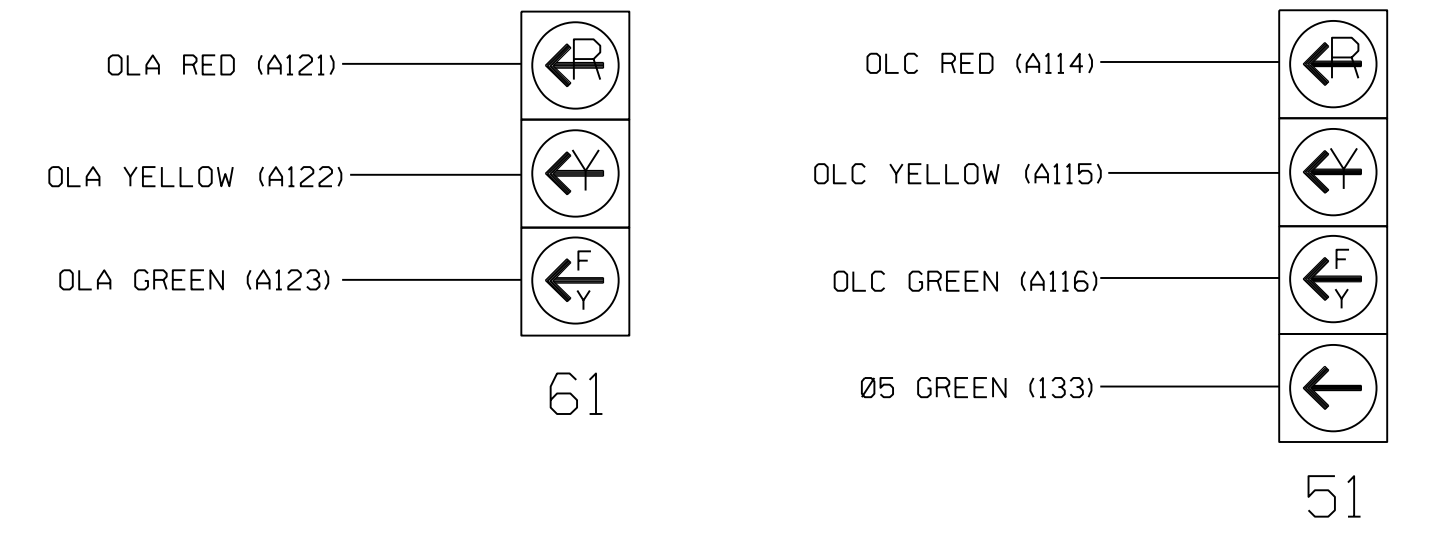 OLA RED (A121)
R
OLA YELLOW (A122)
Y
OLA GREEN (A123)
F
Y
61
OLC RED (A114)
R
OLC YELLOW (A115)
Y
OLC GREEN (A116)
F
Y
Ø5 GREEN (133)
51